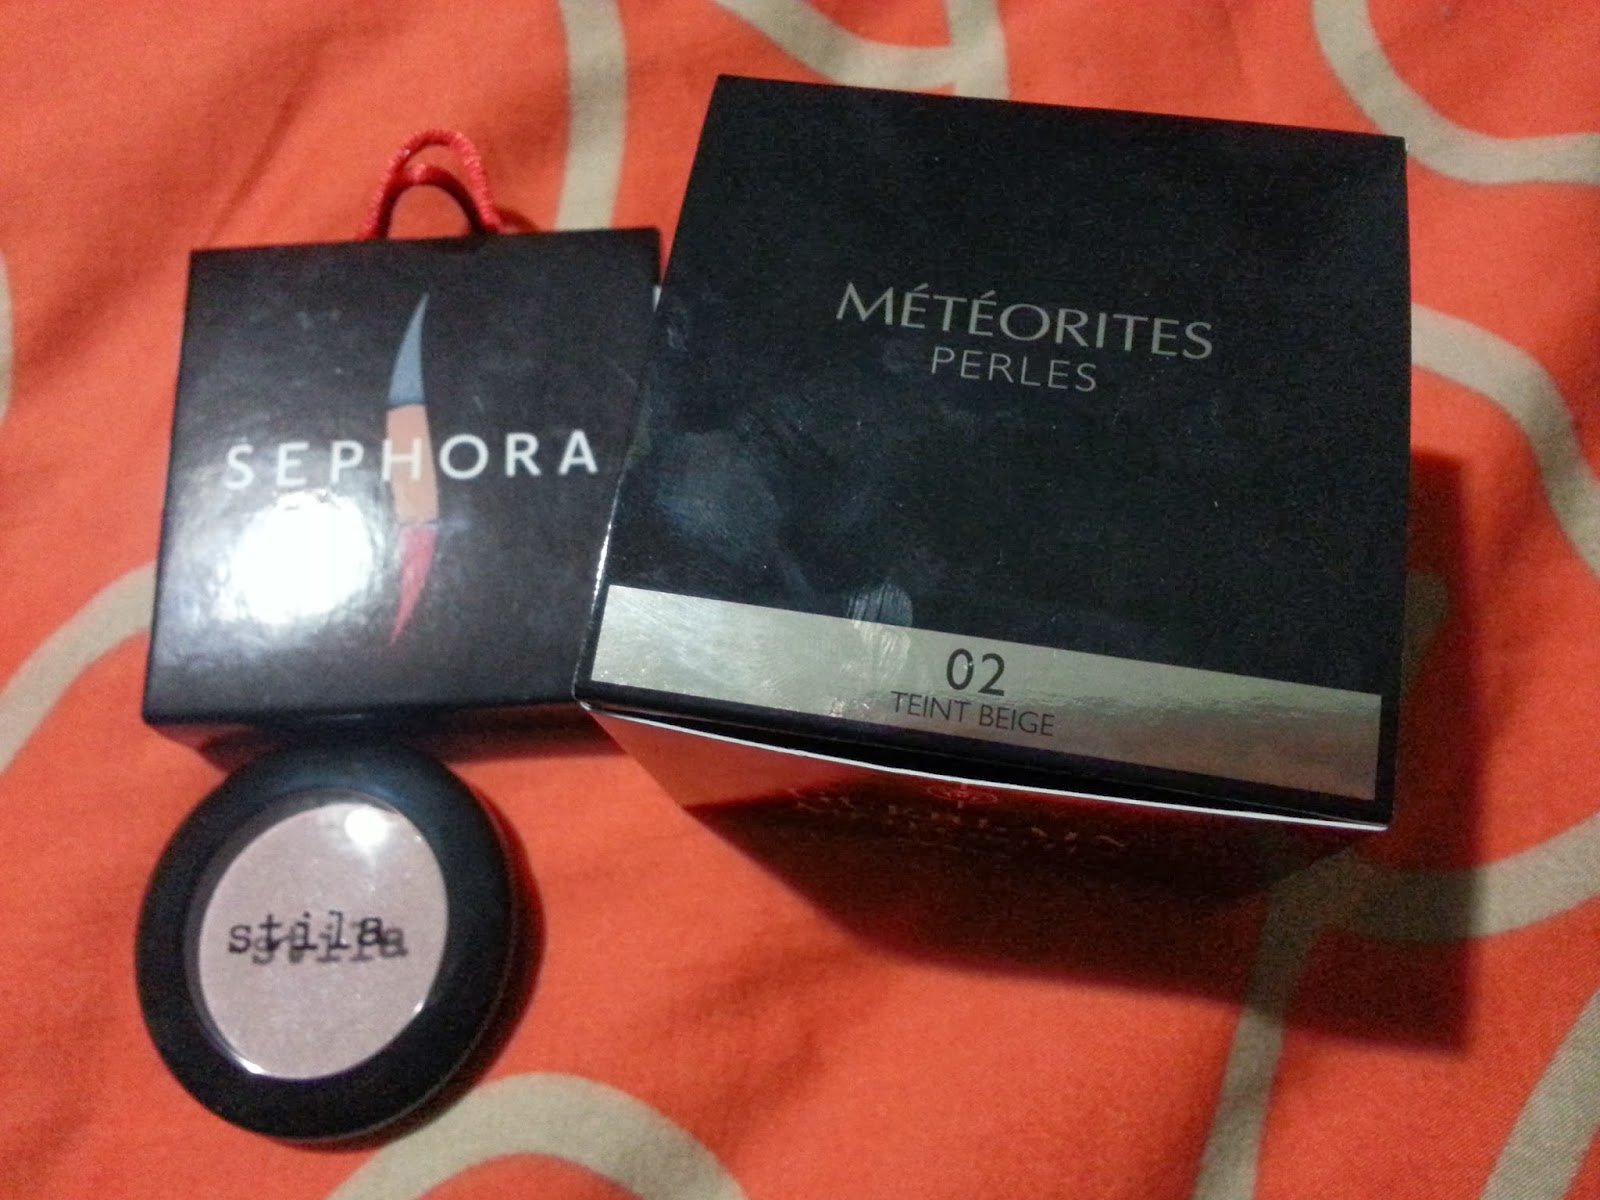 SEPHORA
MÉTÉORITES
PERLES
02
TEINT BEIGE
stila